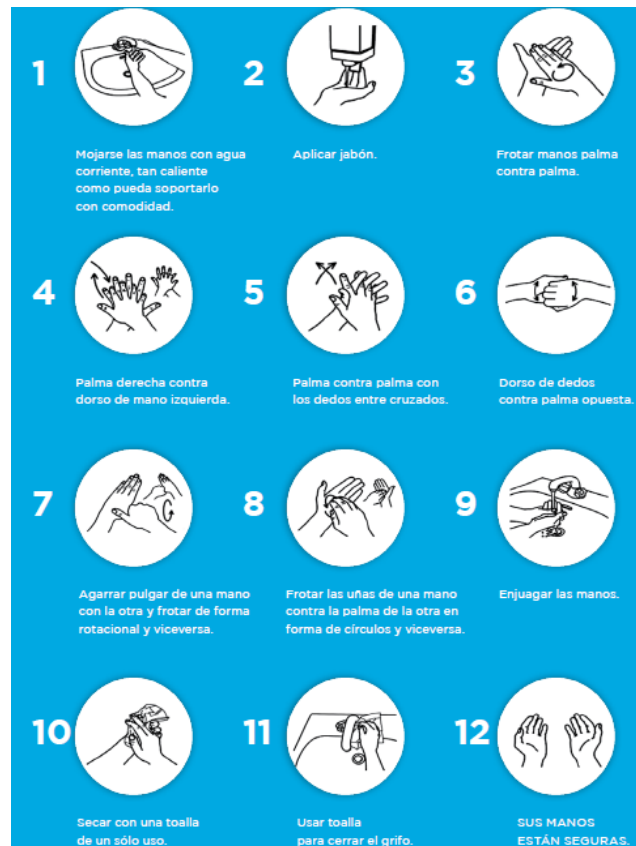 1
Mojarse las manos con agua
corriente, tan caliente
como pueda soportarlo
con comodidad.
2
Aplicar jabón.
3
Frotar manos palma
contra palma.
4
Palma derecha contra
dorso de mano izquierda.
5
Palma contra palma con
los dedos entre cruzados.
6
Dorso de dedos
contra palma opuesta.
7
Agarrar pulgar de una mano
con la otra y frotar de forma
rotacional y viceversa.
8
Frotar las uñas de una mano
contra la palma de la otra en
forma de círculos y viceversa.
9
Enjuagar las manos.
10
Secar con una toalla
de un sólo uso.
11
Usar toalla
para cerrar el grifo.
12
SUS MANOS
ESTÁN SEGURAS.